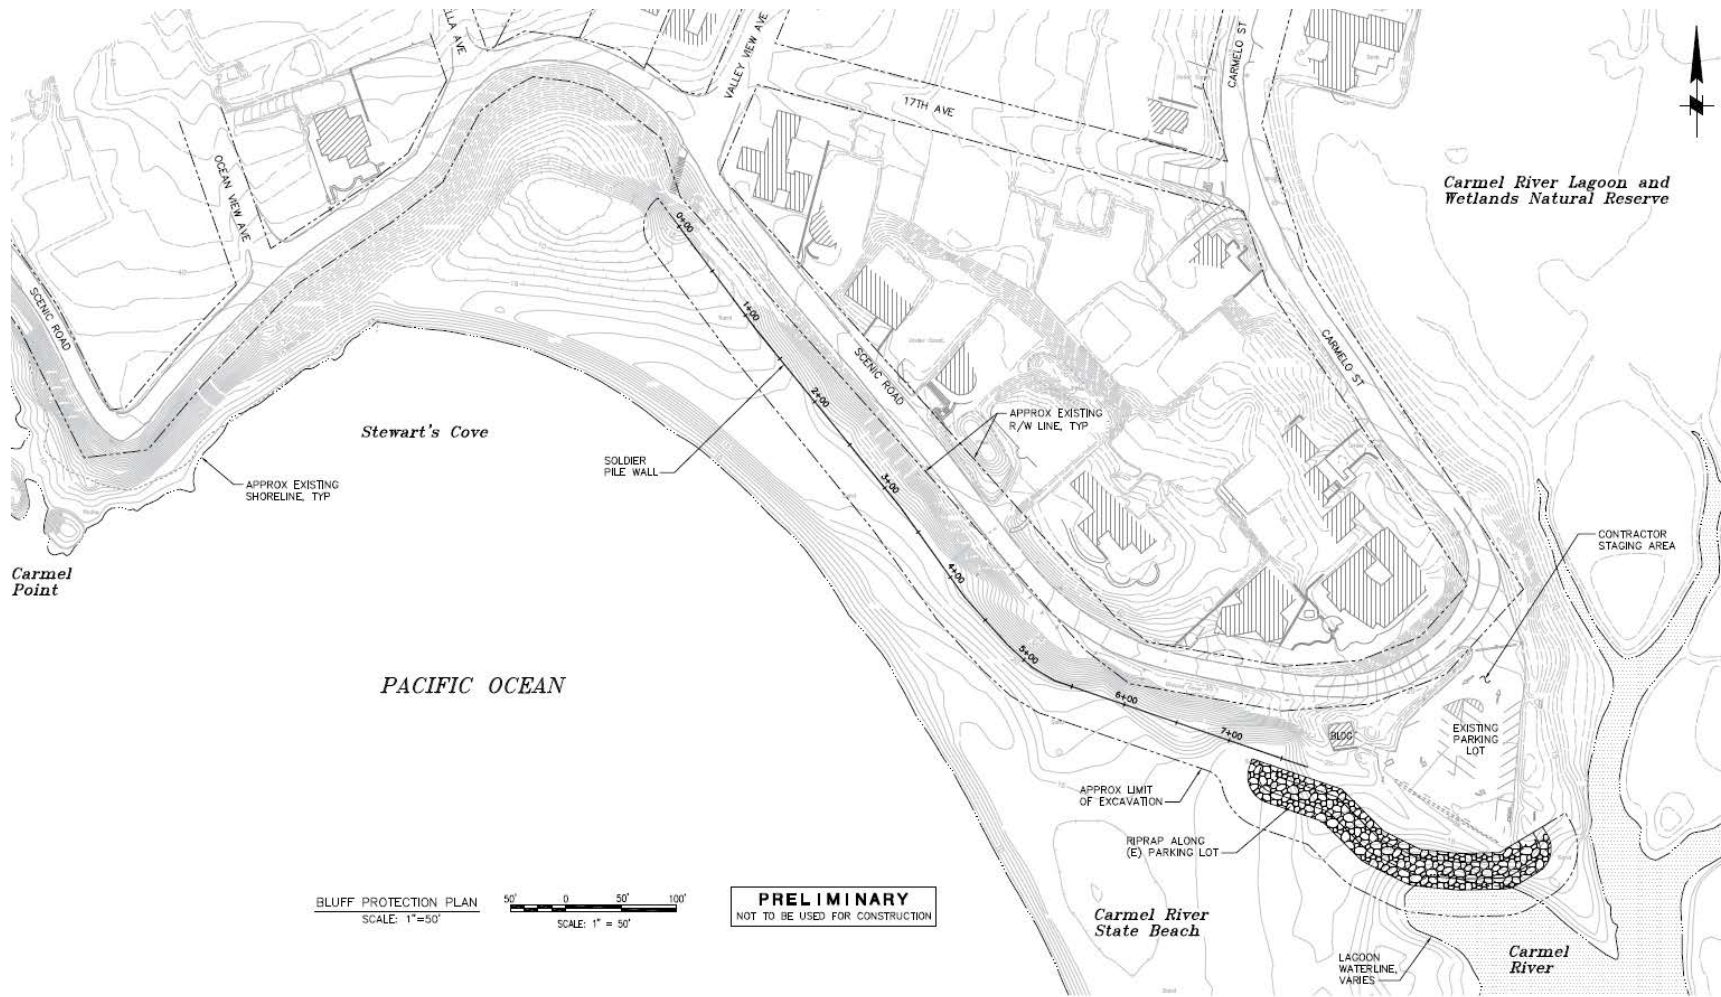 ELLA AVE
VALLEY VIEW AVE
CARMELO ST
17TH AVE
OCEAN VIEW AVE
Carmel River Lagoon and
Wetlands Natural Reserve
SCENIC ROAD
0+00
1+00
2+00
3+00
4+00
5+00
6+00
7+00
SCENIC ROAD
CARMELO ST
Stewart's Cove
APPROX EXISTING
R/W LINE, TYP
SOLDIER
PILE WALL
APPROX EXISTING
SHORELINE, TYP
CONTRACTOR
STAGING AREA
Carmel
Point
PACIFIC OCEAN
BLDG
EXISTING
PARKING
LOT
APPROX LIMIT
OF EXCAVATION
RIPRAP ALONG
(E) PARKING LOT
BLUFF PROTECTION PLAN
SCALE: 1"=50'
50' 0 50' 100'
SCALE: 1" = 50'
PRELIMINARY
NOT TO BE USED FOR CONSTRUCTION
Carmel River
State Beach
LAGOON
WATERLINE,
VARIES
Carmel
River